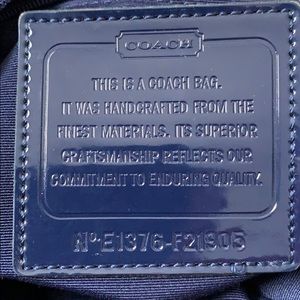 COACH
THIS IS A COACH BAG.
IT WAS HANDCRAFTED FROM THE
FINEST MATERIALS. ITS SUPERIOR
CRAFTSMANSHIP REFLECTS OUR
COMMITMENT TO ENDURING QUALITY.
Nº E1376-F21905